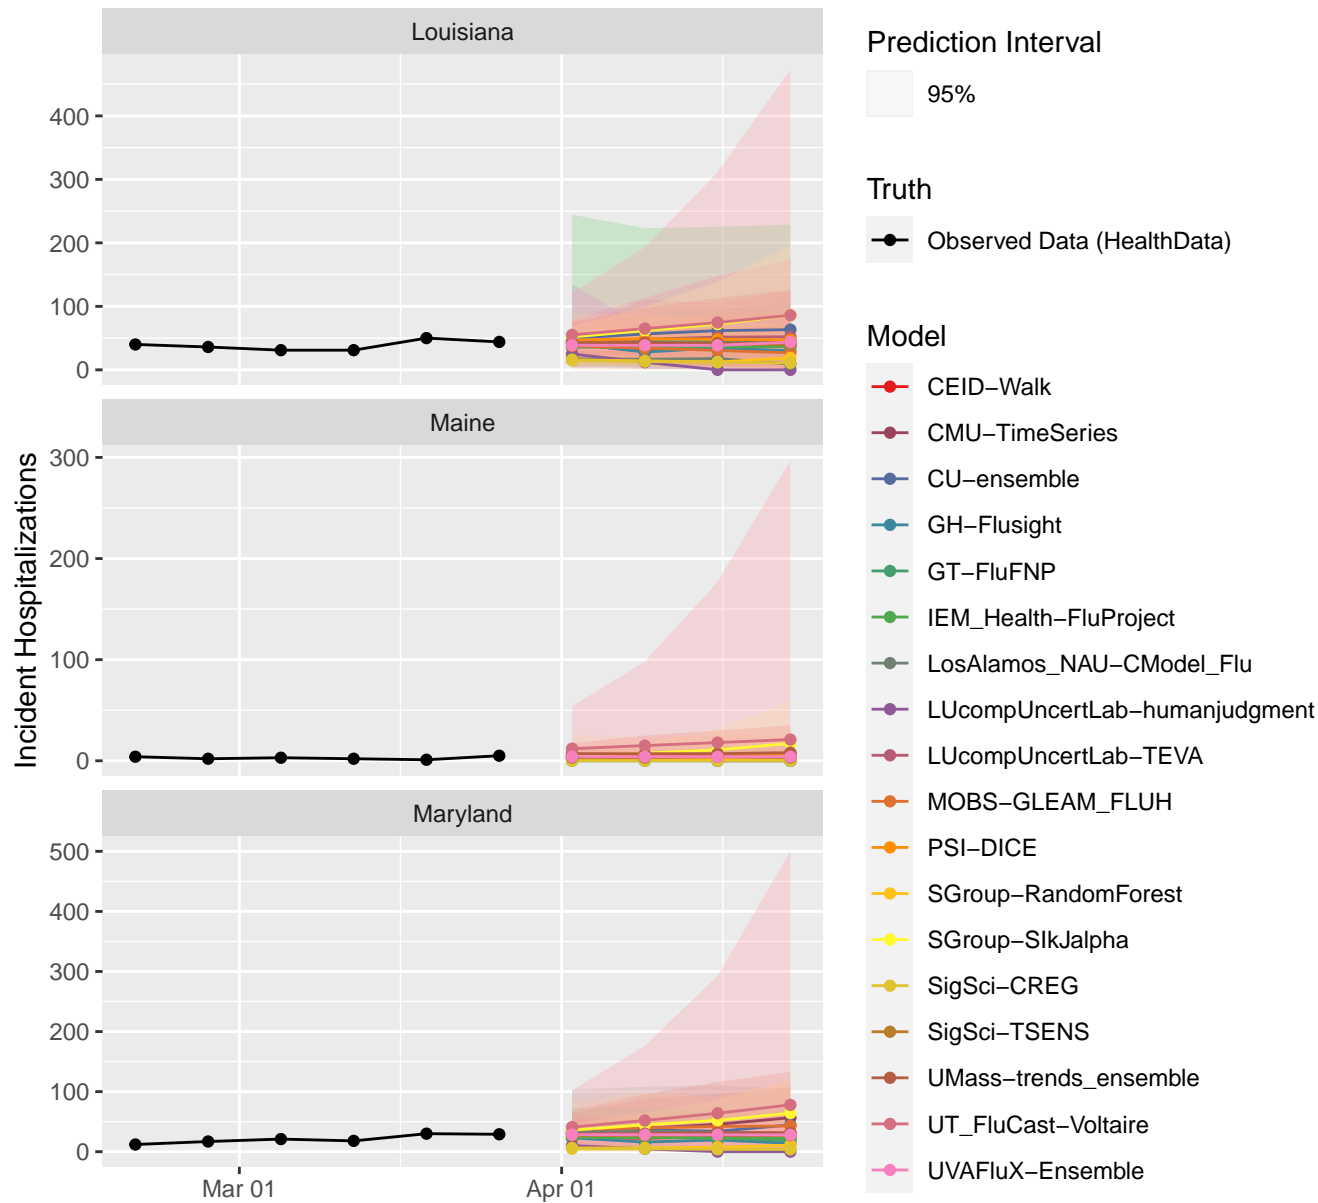 Louisiana
400
300
200
100
0
Maine
300
200
100
0
Maryland
500
400
300
200
100
0
Mar 01
Apr 01
Incident Hospitalizations
Prediction Interval
95%
Truth
Observed Data (HealthData)
Model
CEID−Walk
CMU−TimeSeries
CU−ensemble
GH−Flusight
GT−FluFNP
IEM_Health−FluProject
LosAlamos_NAU−CModel_Flu
LUcompUncertLab−humanjudgment
LUcompUncertLab−TEVA
MOBS−GLEAM_FLUH
PSI−DICE
SGroup−RandomForest
SGroup−SIkJalpha
SigSci−CREG
SigSci−TSENS
UMass−trends_ensemble
UT_FluCast−Voltaire
UVAFluX−Ensemble